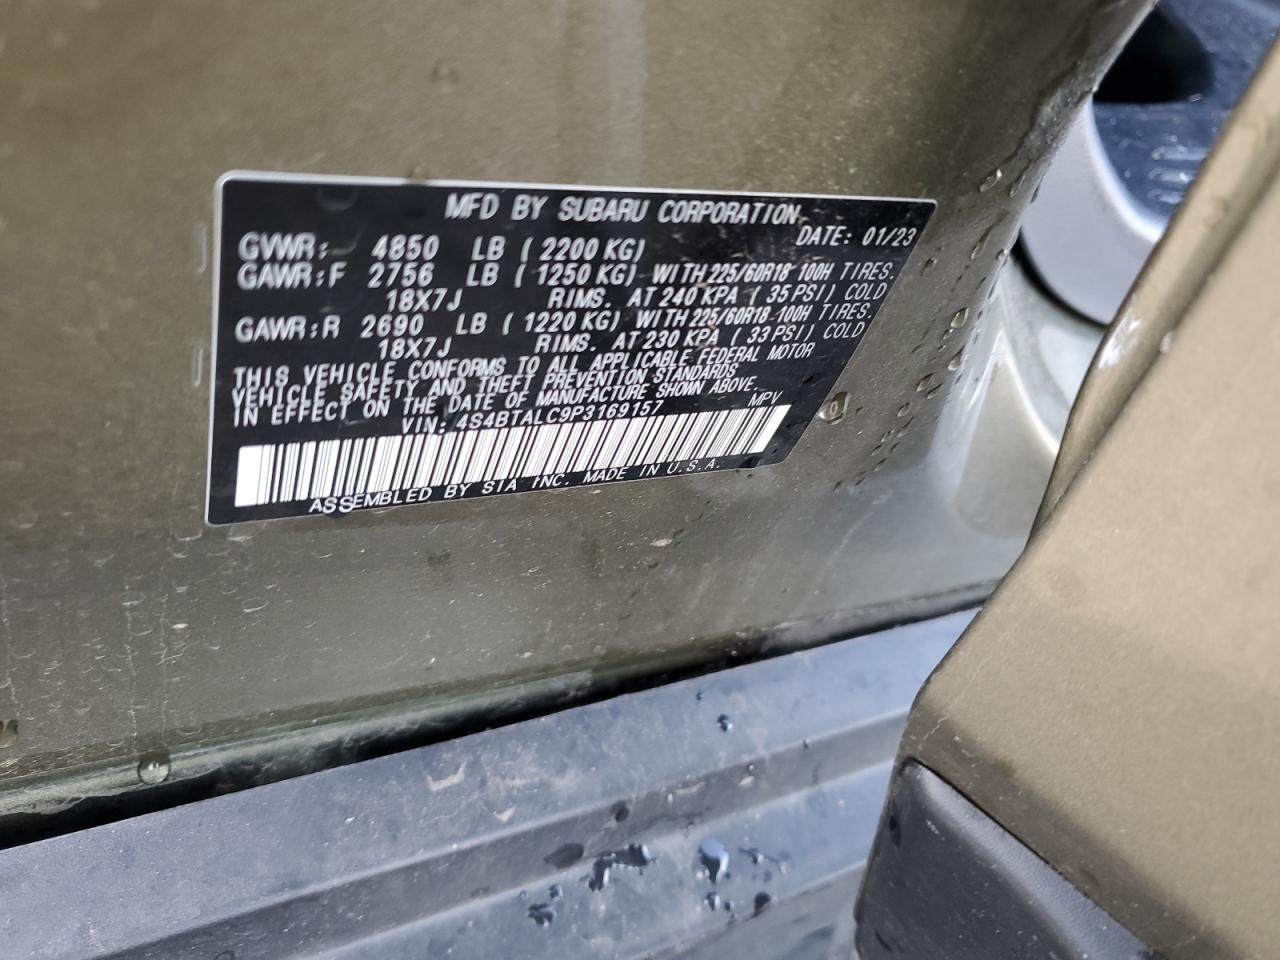 MFD BY SUBARU CORPORATION
DATE: 01/23
GVWR: 4850 LB (2200 KG)
GAWR:F 2756 LB (1250 KG) WITH 225/60R18 100H TIRES.
18X7J RIMS. AT 240 KPA (35 PSI) COLD
GAWR:R 2690 LB (1220 KG) WITH 225/60R18 100H TIRES.
18X7J RIMS. AT 230 KPA (33 PSI) COLD
THIS VEHICLE CONFORMS TO ALL APPLICABLE FEDERAL MOTOR
VEHICLE SAFETY AND THEFT PREVENTION STANDARDS
IN EFFECT ON THE DATE OF MANUFACTURE SHOWN ABOVE.
VIN: 4S4BTALC9P3169157 MPV
ASSEMBLED BY SIA INC. MADE IN U.S.A.